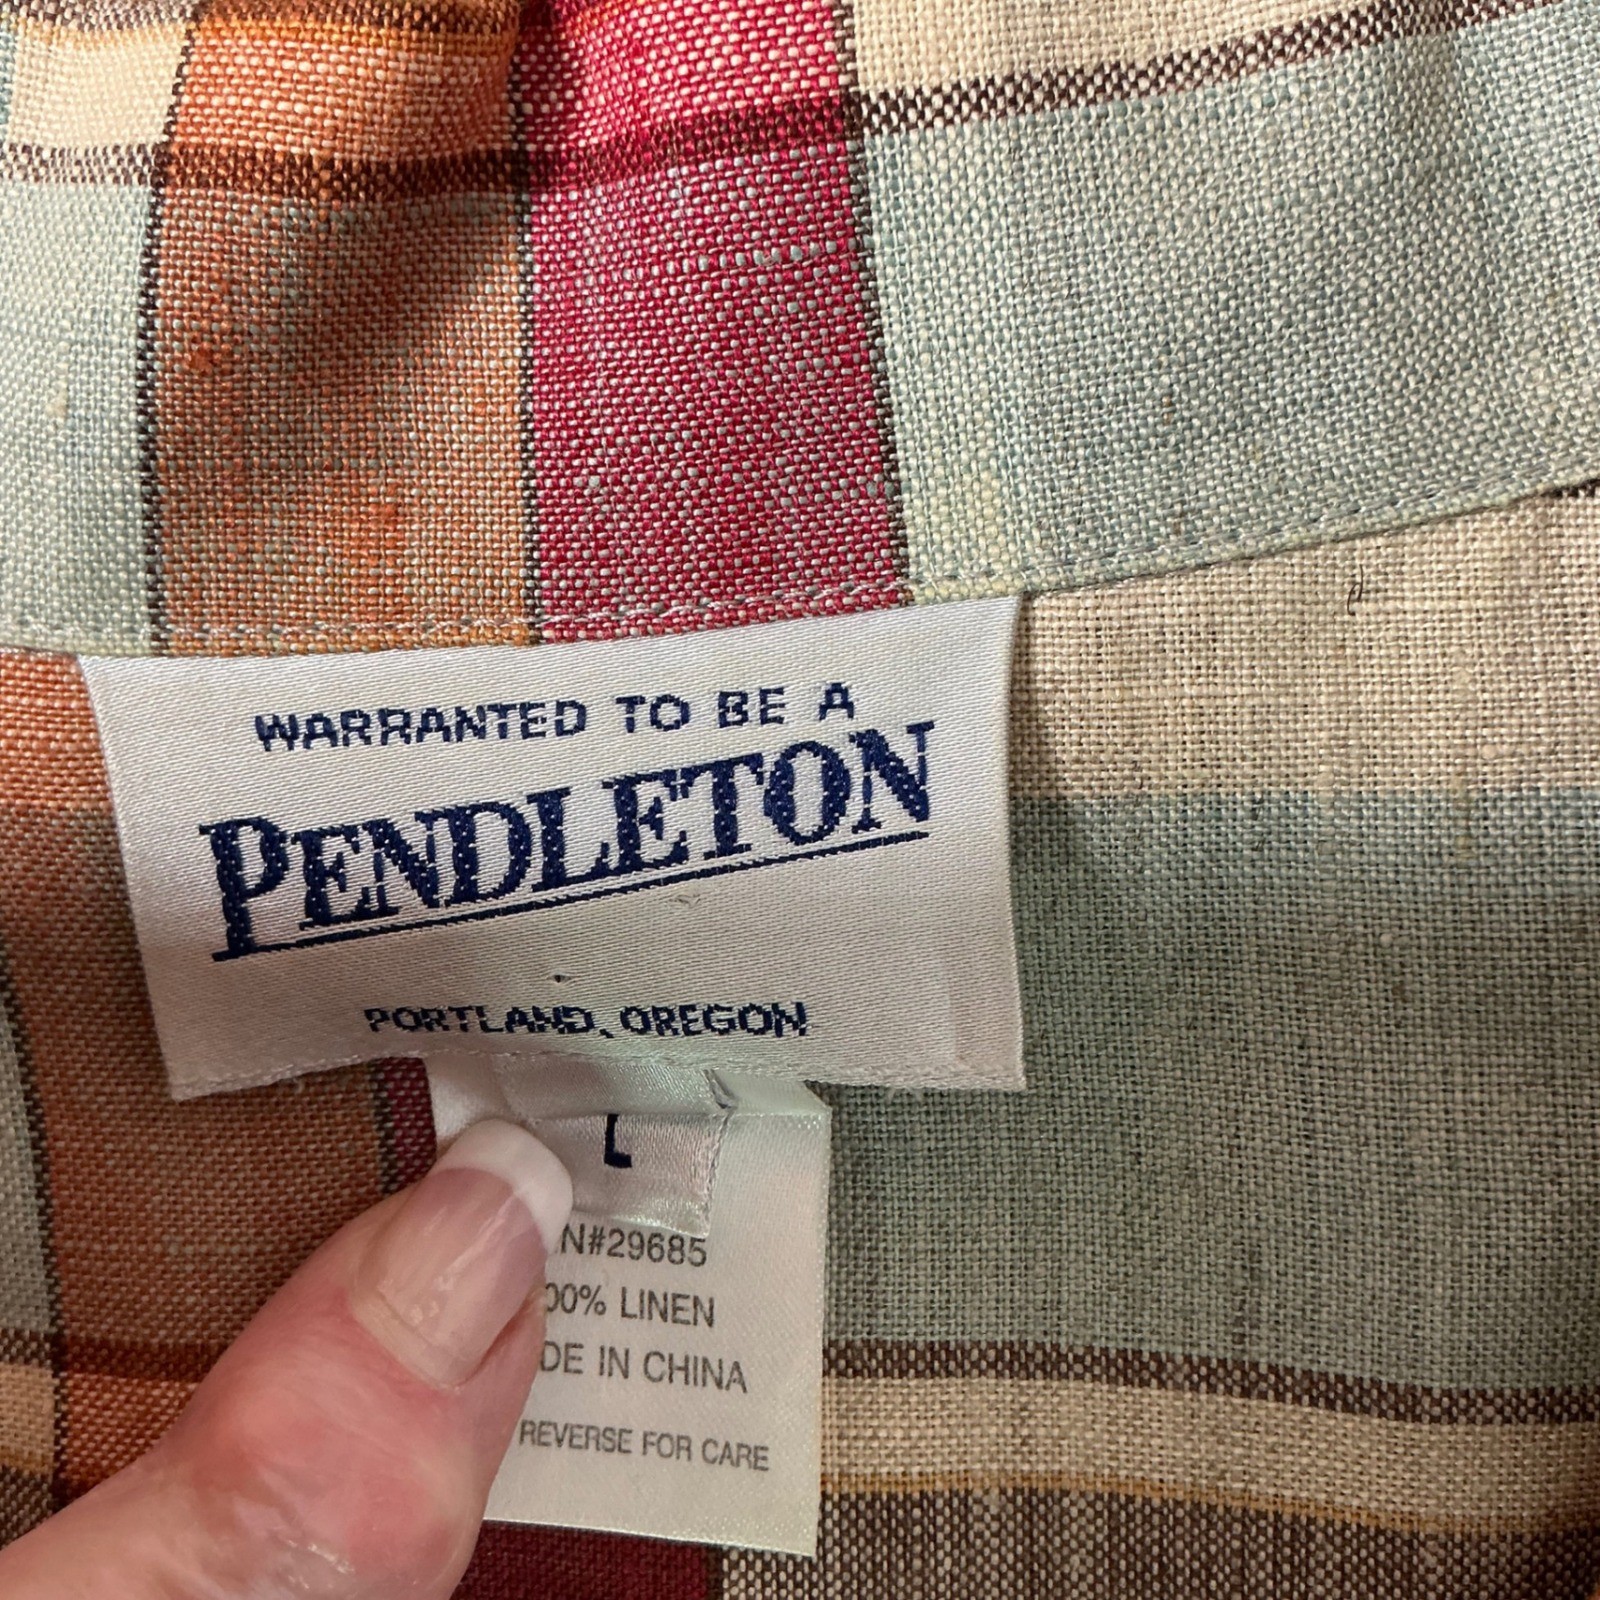 WARRANTED TO BE A
PENDLETON
PORTLAND, OREGON
L
N#29685
00% LINEN
DE IN CHINA
REVERSE FOR CARE